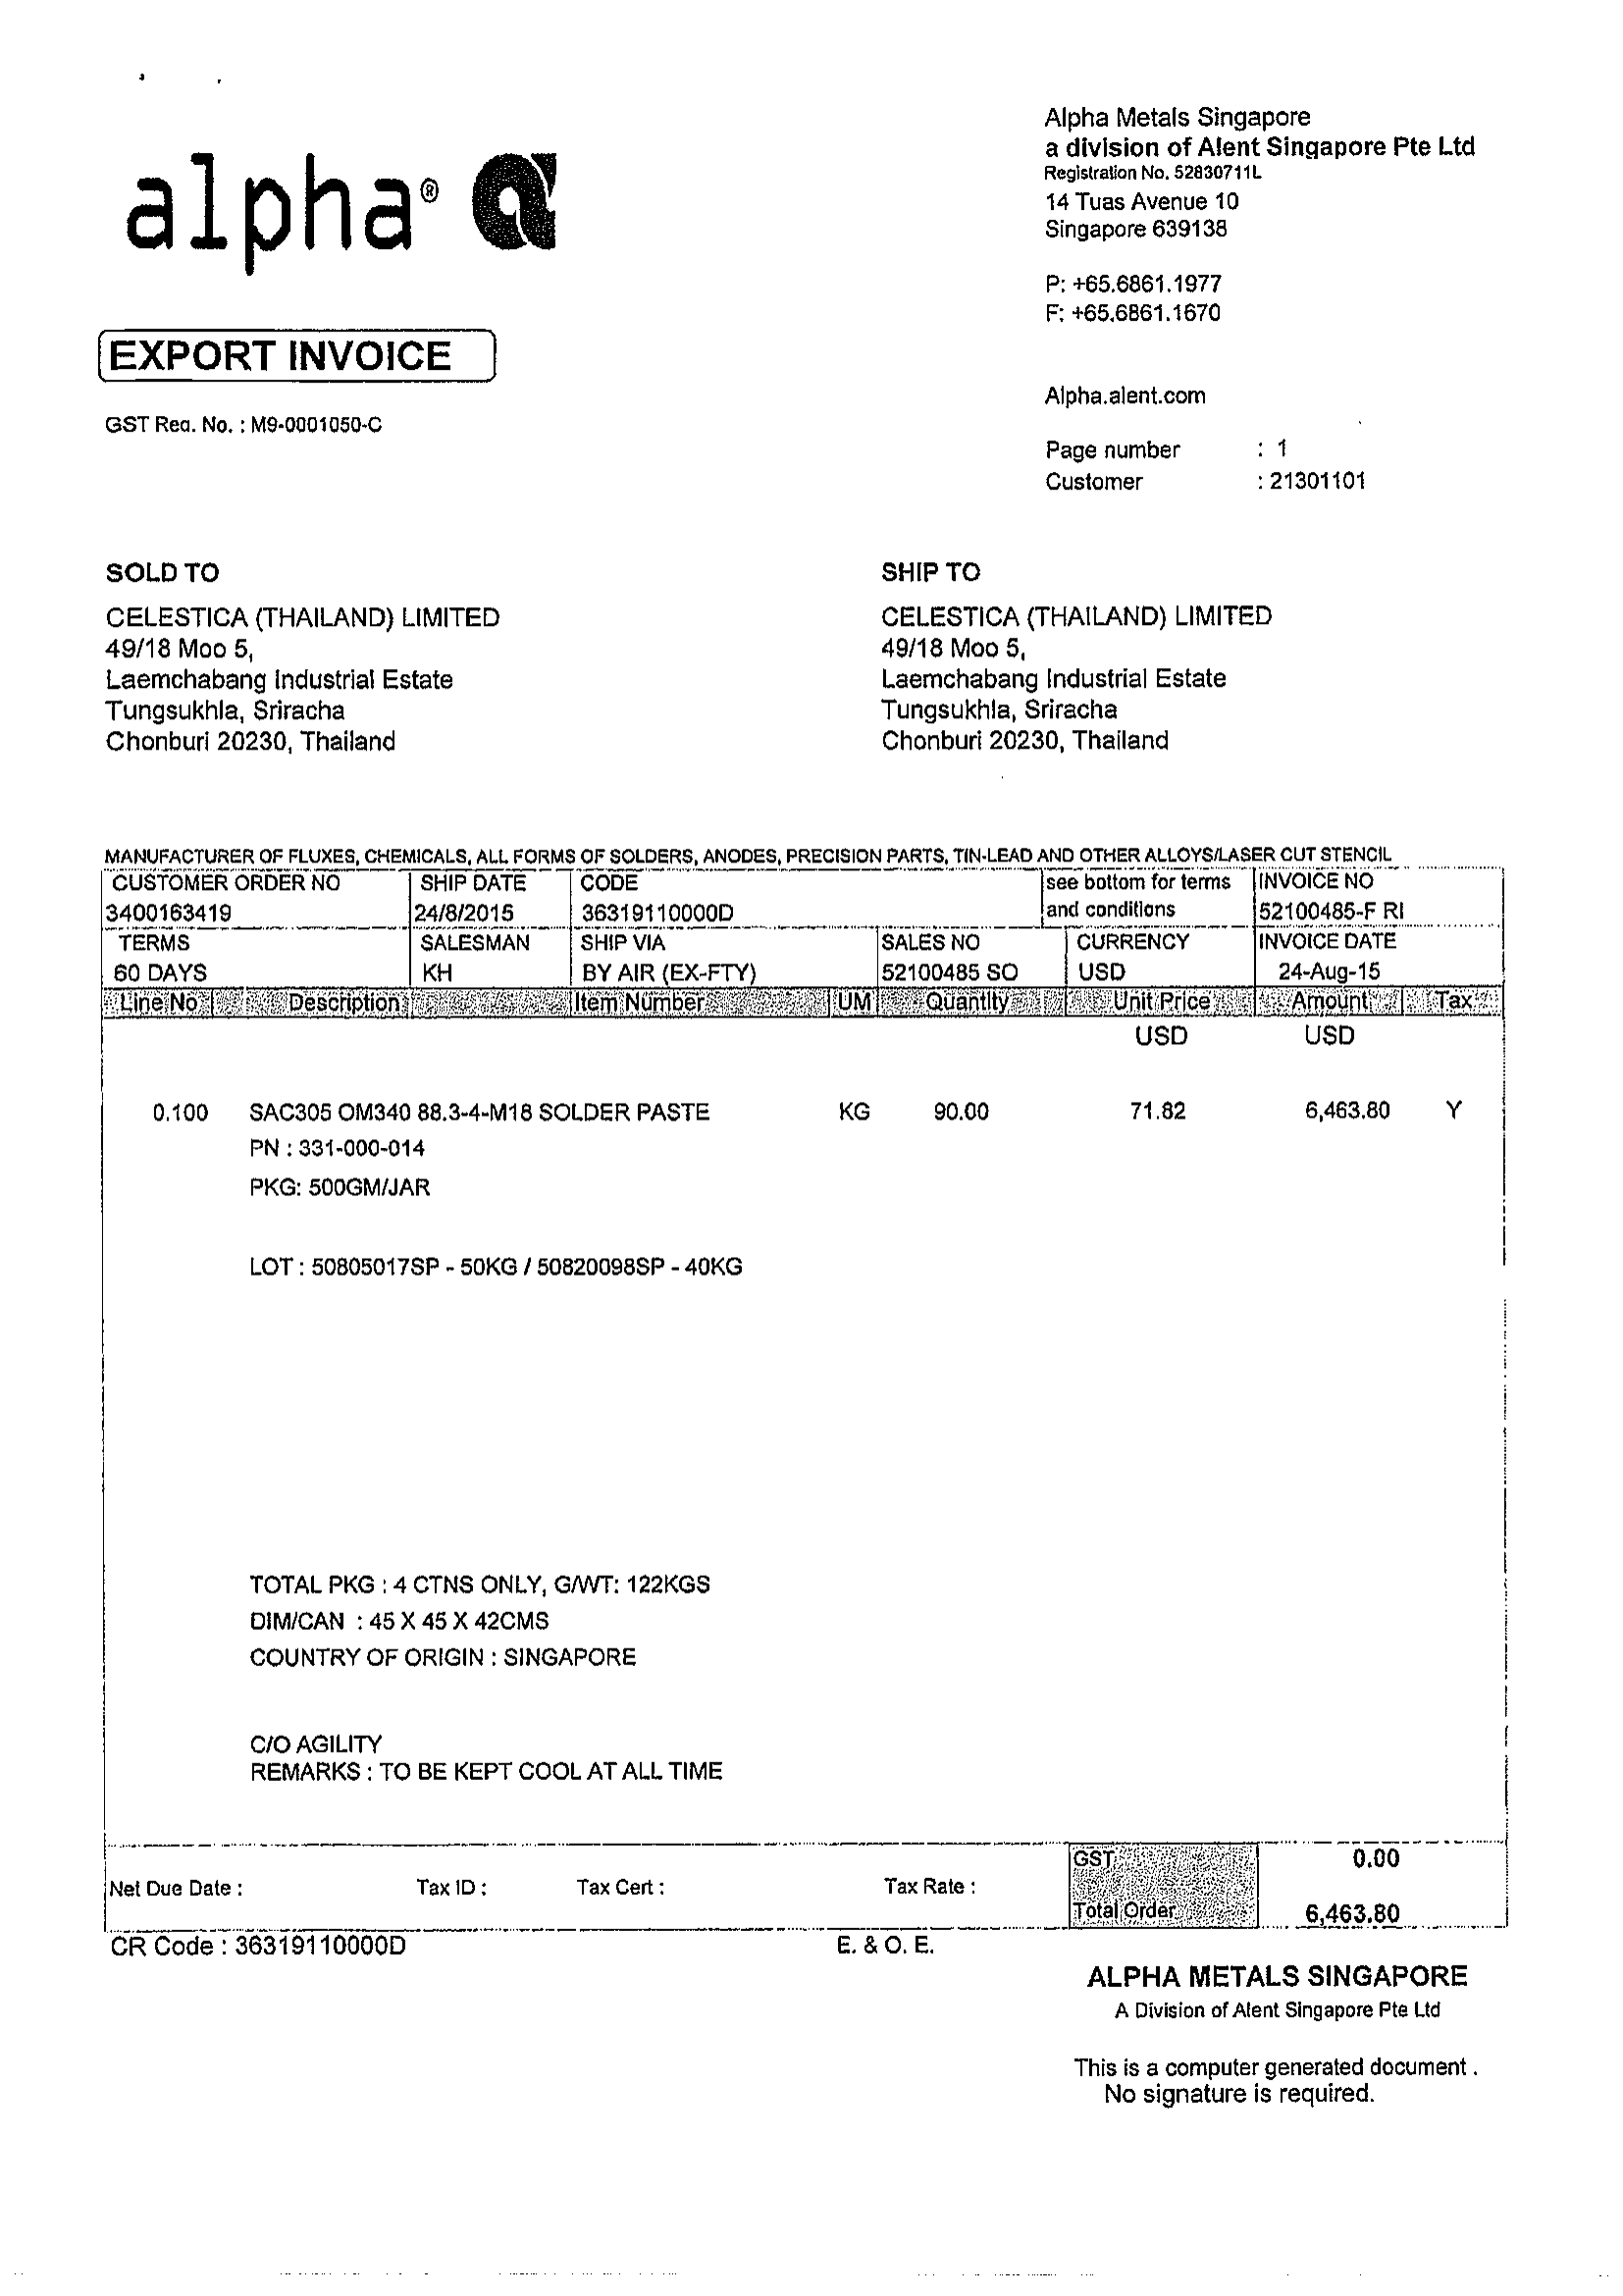 alpha®
Alpha Metals Singapore
a division of Alent Singapore Pte Ltd
Registration No. 52830711L
14 Tuas Avenue 10
Singapore 639138
P: +65.6861.1977
F: +65.6861.1670
EXPORT INVOICE
Alpha.alent.com
GST Reg. No. : M9-0001050-C
Page number : 1
Customer : 21301101
SOLD TO
CELESTICA (THAILAND) LIMITED
49/18 Moo 5,
Laemchabang Industrial Estate
Tungsukhla, Sriracha
Chonburi 20230, Thailand
SHIP TO
CELESTICA (THAILAND) LIMITED
49/18 Moo 5,
Laemchabang Industrial Estate
Tungsukhla, Sriracha
Chonburi 20230, Thailand
MANUFACTURER OF FLUXES, CHEMICALS, ALL FORMS OF SOLDERS, ANODES, PRECISION PARTS, TIN-LEAD AND OTHER ALLOYS/LASER CUT STENCIL
CUSTOMER ORDER NO SHIP DATE CODE see bottom for terms INVOICE NO
3400163419 24/8/2015 36319110000D and conditions 52100485-F RI
TERMS SALESMAN SHIP VIA SALES NO CURRENCY INVOICE DATE
60 DAYS KH BY AIR (EX-FTY) 52100485 SO USD 24-Aug-15
Line No Description Item Number UM Quantity Unit Price Amount Tax
USD USD
0.100 SAC305 OM340 88.3-4-M18 SOLDER PASTE KG 90.00 71.82 6,463.80 Y
PN : 331-000-014
PKG: 500GM/JAR
LOT : 50805017SP - 50KG / 50820098SP - 40KG
TOTAL PKG : 4 CTNS ONLY, G/WT: 122KGS
DIM/CAN : 45 X 45 X 42CMS
COUNTRY OF ORIGIN : SINGAPORE
C/O AGILITY
REMARKS : TO BE KEPT COOL AT ALL TIME
GST 0.00
Net Due Date : Tax ID : Tax Cert : Tax Rate :
Total Order 6,463.80
CR Code : 36319110000D E. & O. E.
ALPHA METALS SINGAPORE
A Division of Alent Singapore Pte Ltd
This is a computer generated document .
No signature is required.